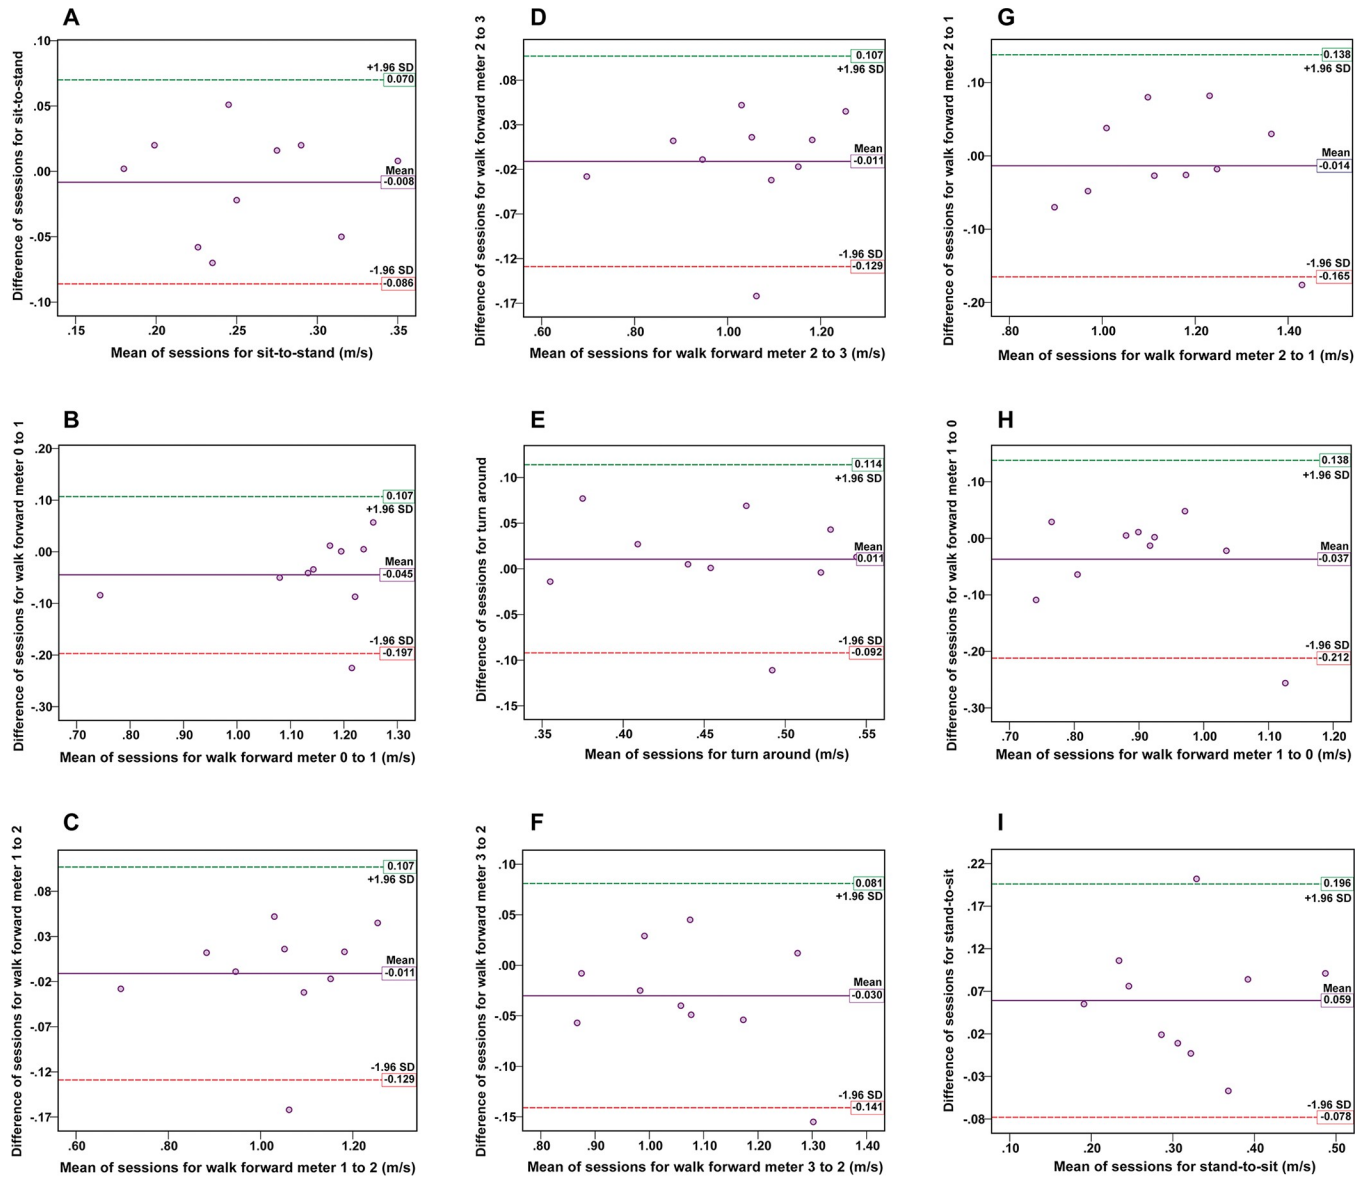 A
Difference of ssessions for sit-to-stand
.10
.05
.00
-.05
-.10
+1.96 SD
0.070
Mean
-0.008
-1.96 SD
-0.086
.15 .20 .25 .30 .35
Mean of sessions for sit-to-stand (m/s)
D
Difference of sessions for walk forward meter 2 to 3
.08
.03
-.02
-.07
-.12
-.17
0.107
+1.96 SD
Mean
-0.011
-1.96 SD
-0.129
.60 .80 1.00 1.20
Mean of sessions for walk forward meter 2 to 3 (m/s)
G
Difference of sessions for walk forward meter 2 to 1
.10
.00
-.10
-.20
0.138
+1.96 SD
Mean
-0.014
-1.96 SD
-0.165
.80 1.00 1.20 1.40
Mean of sessions for walk forward meter 2 to 1 (m/s)
B
Difference of sessions for walk forward meter 0 to 1
.20
.10
.00
-.10
-.20
-.30
0.107
+1.96 SD
Mean
-0.045
-1.96 SD
-0.197
.70 .80 .90 1.00 1.10 1.20 1.30
Mean of sessions for walk forward meter 0 to 1 (m/s)
E
Difference of sessions for turn around
.10
.05
.00
-.05
-.10
-.15
0.114
+1.96 SD
Mean
0.011
-1.96 SD
-0.092
.35 .40 .45 .50 .55
Mean of sessions for turn around (m/s)
H
Difference of sessions for walk forward meter 1 to 0
.10
.00
-.10
-.20
-.30
0.138
+1.96 SD
Mean
-0.037
-1.96 SD
-0.212
.70 .80 .90 1.00 1.10 1.20
Mean of sessions for walk forward meter 1 to 0 (m/s)
C
Difference of sessions for walk forward meter 1 to 2
.08
.03
-.02
-.07
-.12
-.17
0.107
+1.96 SD
Mean
-0.011
-1.96 SD
-0.129
.60 .80 1.00 1.20
Mean of sessions for walk forward meter 1 to 2 (m/s)
F
Difference of sessions for walk forward meter 3 to 2
.10
.05
.00
-.05
-.10
-.15
0.081
+1.96 SD
Mean
-0.030
-1.96 SD
-0.141
.80 .90 1.00 1.10 1.20 1.30 1.40
Mean of sessions for walk forward meter 3 to 2 (m/s)
I
Difference of sessions for stand-to-sit
.22
.17
.12
.07
.02
-.03
-.08
0.196
+1.96 SD
Mean
0.059
-1.96 SD
-0.078
.10 .20 .30 .40 .50
Mean of sessions for stand-to-sit (m/s)